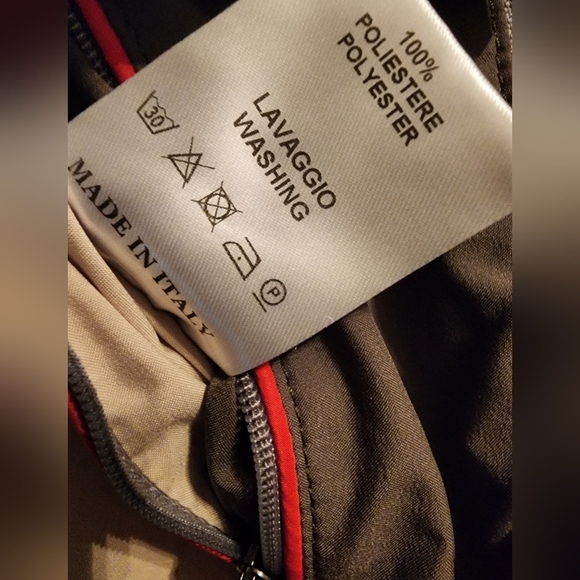 100%
POLIESTERE
POLYESTER
LAVAGGIO
WASHING
30
P
MADE IN ITALY